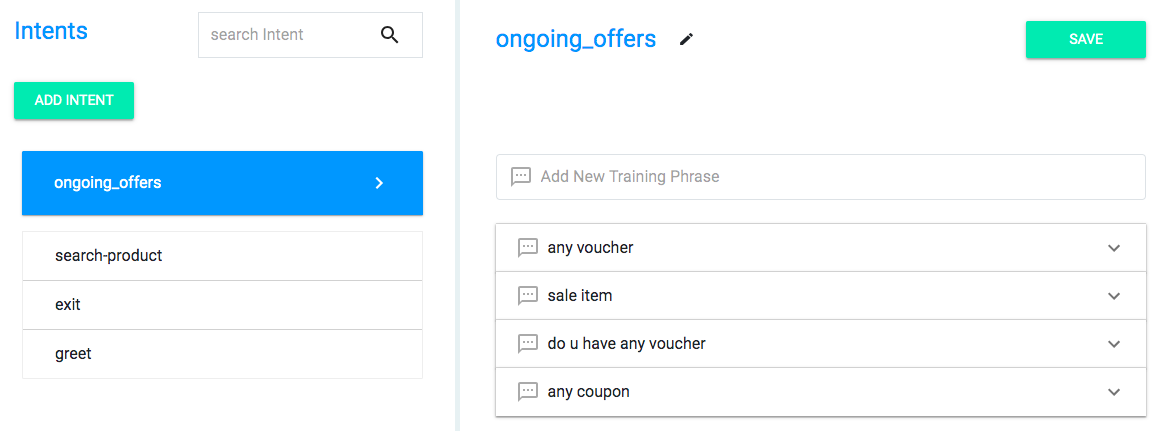 Intents
search Intent
ADD INTENT
ongoing_offers
search-product
exit
greet
ongoing_offers
SAVE
Add New Training Phrase
any voucher
sale item
do u have any voucher
any coupon